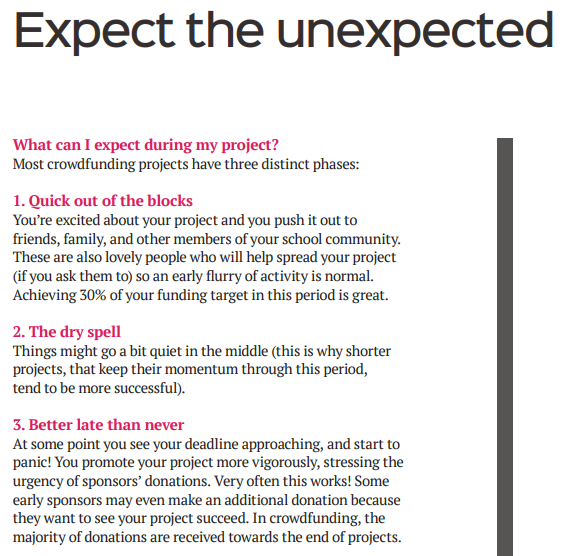 Expect the unexpected
What can I expect during my project?
Most crowdfunding projects have three distinct phases:
1. Quick out of the blocks
You're excited about your project and you push it out to
friends, family, and other members of your school community.
These are also lovely people who will help spread your project
(if you ask them to) so an early flurry of activity is normal.
Achieving 30% of your funding target in this period is great.
2. The dry spell
Things might go a bit quiet in the middle (this is why shorter
projects, that keep their momentum through this period,
tend to be more successful).
3. Better late than never
At some point you see your deadline approaching, and start to
panic! You promote your project more vigorously, stressing the
urgency of sponsors' donations. Very often this works! Some
early sponsors may even make an additional donation because
they want to see your project succeed. In crowdfunding, the
majority of donations are received towards the end of projects.